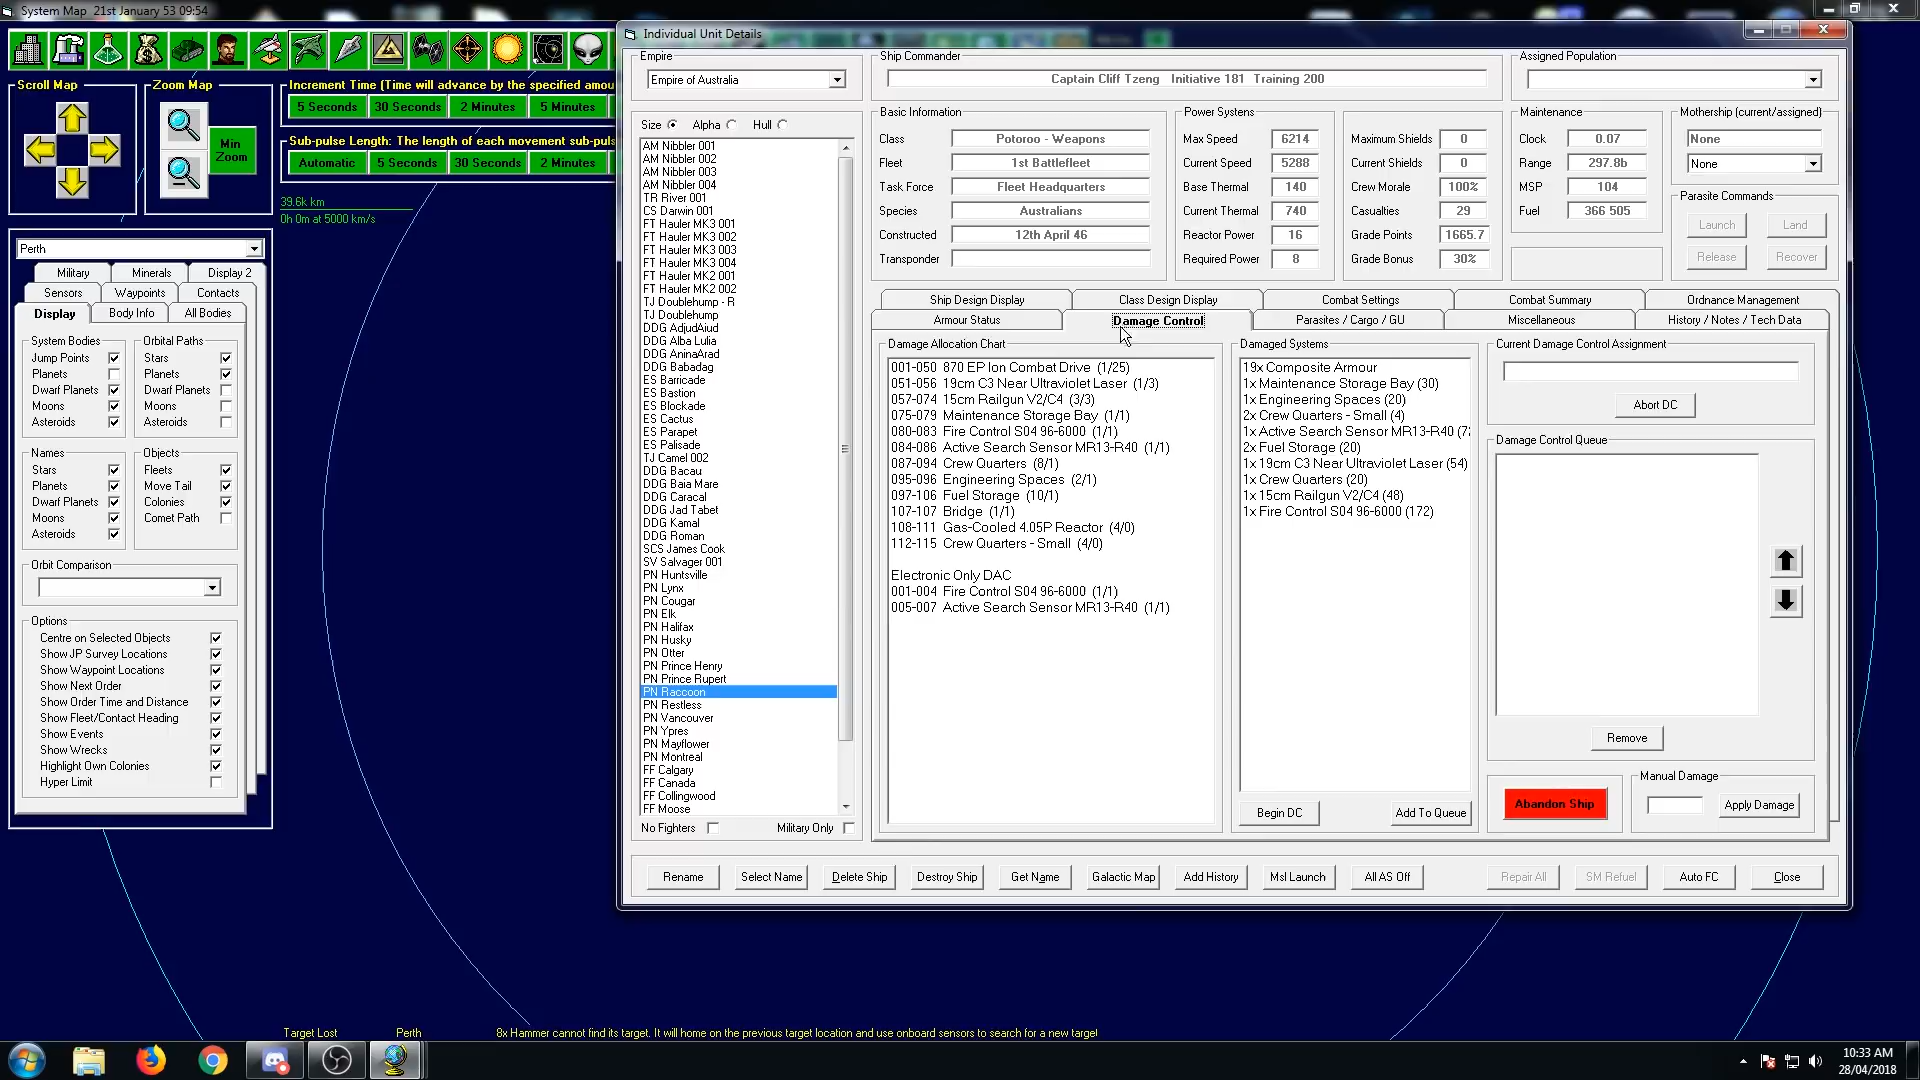 System Map  21st January 53 09:54
Scroll Map
Zoom Map
Min Zoom
Increment Time (Time will advance by the specified amou
5 Seconds
30 Seconds
2 Minutes
5 Minutes
Sub-pulse Length: The length of each movement sub-puls
Automatic
5 Seconds
30 Seconds
2 Minutes
39.6k km
0h 0m at 5000 km/s
Perth
Military
Minerals
Display 2
Sensors
Waypoints
Contacts
Display
Body Info
All Bodies
System Bodies
Jump Points
Planets
Dwarf Planets
Moons
Asteroids
Orbital Paths
Stars
Planets
Dwarf Planets
Moons
Asteroids
Names
Stars
Planets
Dwarf Planets
Moons
Asteroids
Objects
Fleets
Move Tail
Colonies
Comet Path
Orbit Comparison
Options
Centre on Selected Objects
Show JP Survey Locations
Show Waypoint Locations
Show Next Order
Show Order Time and Distance
Show Fleet/Contact Heading
Show Events
Show Wrecks
Highlight Own Colonies
Hyper Limit
Individual Unit Details
Empire
Empire of Australia
Size
Alpha
Hull
AM Nibbler 001
AM Nibbler 002
AM Nibbler 003
AM Nibbler 004
TR River 001
CS Darwin 001
FT Hauler MK3 001
FT Hauler MK3 002
FT Hauler MK3 003
FT Hauler MK3 004
FT Hauler MK2 001
FT Hauler MK2 002
TJ Doublehump - R
TJ Doublehump
DDG AdjudAiud
DDG Alba Lulia
DDG AninaArad
DDG Babadag
ES Barricade
ES Bastion
ES Blockade
ES Cactus
ES Parapet
ES Palisade
TJ Camel 002
DDG Bacau
DDG Baia Mare
DDG Caracal
DDG Jad Tabet
DDG Kamal
DDG Roman
SCS James Cook
SV Salvager 001
PN Huntsville
PN Lynx
PN Cougar
PN Elk
PN Halifax
PN Husky
PN Otter
PN Prince Henry
PN Prince Rupert
PN Raccoon
PN Restless
PN Vancouver
PN Ypres
PN Mayflower
PN Montreal
FF Calgary
FF Canada
FF Collingwood
FF Moose
No Fighters
Military Only
Ship Commander
Captain Cliff Tzeng   Initiative 181  Training 200
Assigned Population
Basic Information
Class
Potoroo - Weapons
Fleet
1st Battlefleet
Task Force
Fleet Headquarters
Species
Australians
Constructed
12th April 46
Transponder
Power Systens
Max Speed
6214
Current Speed
5288
Base Thermal
140
Current Thermal
740
Reactor Power
16
Required Power
8
Maximum Shields
0
Current Shields
0
Crew Morale
100%
Casualties
29
Grade Points
1665.7
Grade Bonus
30%
Maintenance
Clock
0.07
Range
297.8b
MSP
104
Fuel
366 505
Mothership (current/assigned)
None
None
Parasite Commands
Launch
Land
Release
Recover
Ship Design Display
Class Design Display
Combat Settings
Combat Summary
Ordnance Management
Armour Status
Damage Control
Parasites / Cargo / GU
Miscellaneous
History / Notes / Tech Data
Damage Allocation Chart
001-050  870 EP Ion Combat Drive  (1/25)
051-056  19cm C3 Near Ultraviolet Laser  (1/3)
057-074  15cm Railgun V2/C4  (3/3)
075-079  Maintenance Storage Bay  (1/1)
080-083  Fire Control S04 96-6000  (1/1)
084-086  Active Search Sensor MR13-R40  (1/1)
087-094  Crew Quarters  (8/1)
095-096  Engineering Spaces  (2/1)
097-106  Fuel Storage  (10/1)
107-107  Bridge  (1/1)
108-111  Gas-Cooled 4.05P Reactor  (4/0)
112-115  Crew Quarters - Small  (4/0)
Electronic Only DAC
001-004  Fire Control S04 96-6000  (1/1)
005-007  Active Search Sensor MR13-R40  (1/1)
Damaged Systems
19x Composite Armour
1x Maintenance Storage Bay (30)
1x Engineering Spaces (20)
2x Crew Quarters - Small (4)
1x Active Search Sensor MR13-R40 (72
2x Fuel Storage (20)
1x 19cm C3 Near Ultraviolet Laser (54)
1x Crew Quarters (20)
1x 15cm Railgun V2/C4 (48)
1x Fire Control S04 96-6000 (172)
Begin DC
Add To Queue
Current Damage Control Assignment
Abort DC
Damage Control Queue
Remove
Abandon Ship
Manual Damage
Apply Damage
Rename
Select Name
Delete Ship
Destroy Ship
Get Name
Galactic Map
Add History
Msl Launch
All AS Off
Repair All
SM Refuel
Auto FC
Close
Target Lost
Perth
8x Hammer cannot find its target. It will home on the previous target location and use onboard sensors to search for a new target
10:33 AM
28/04/2018